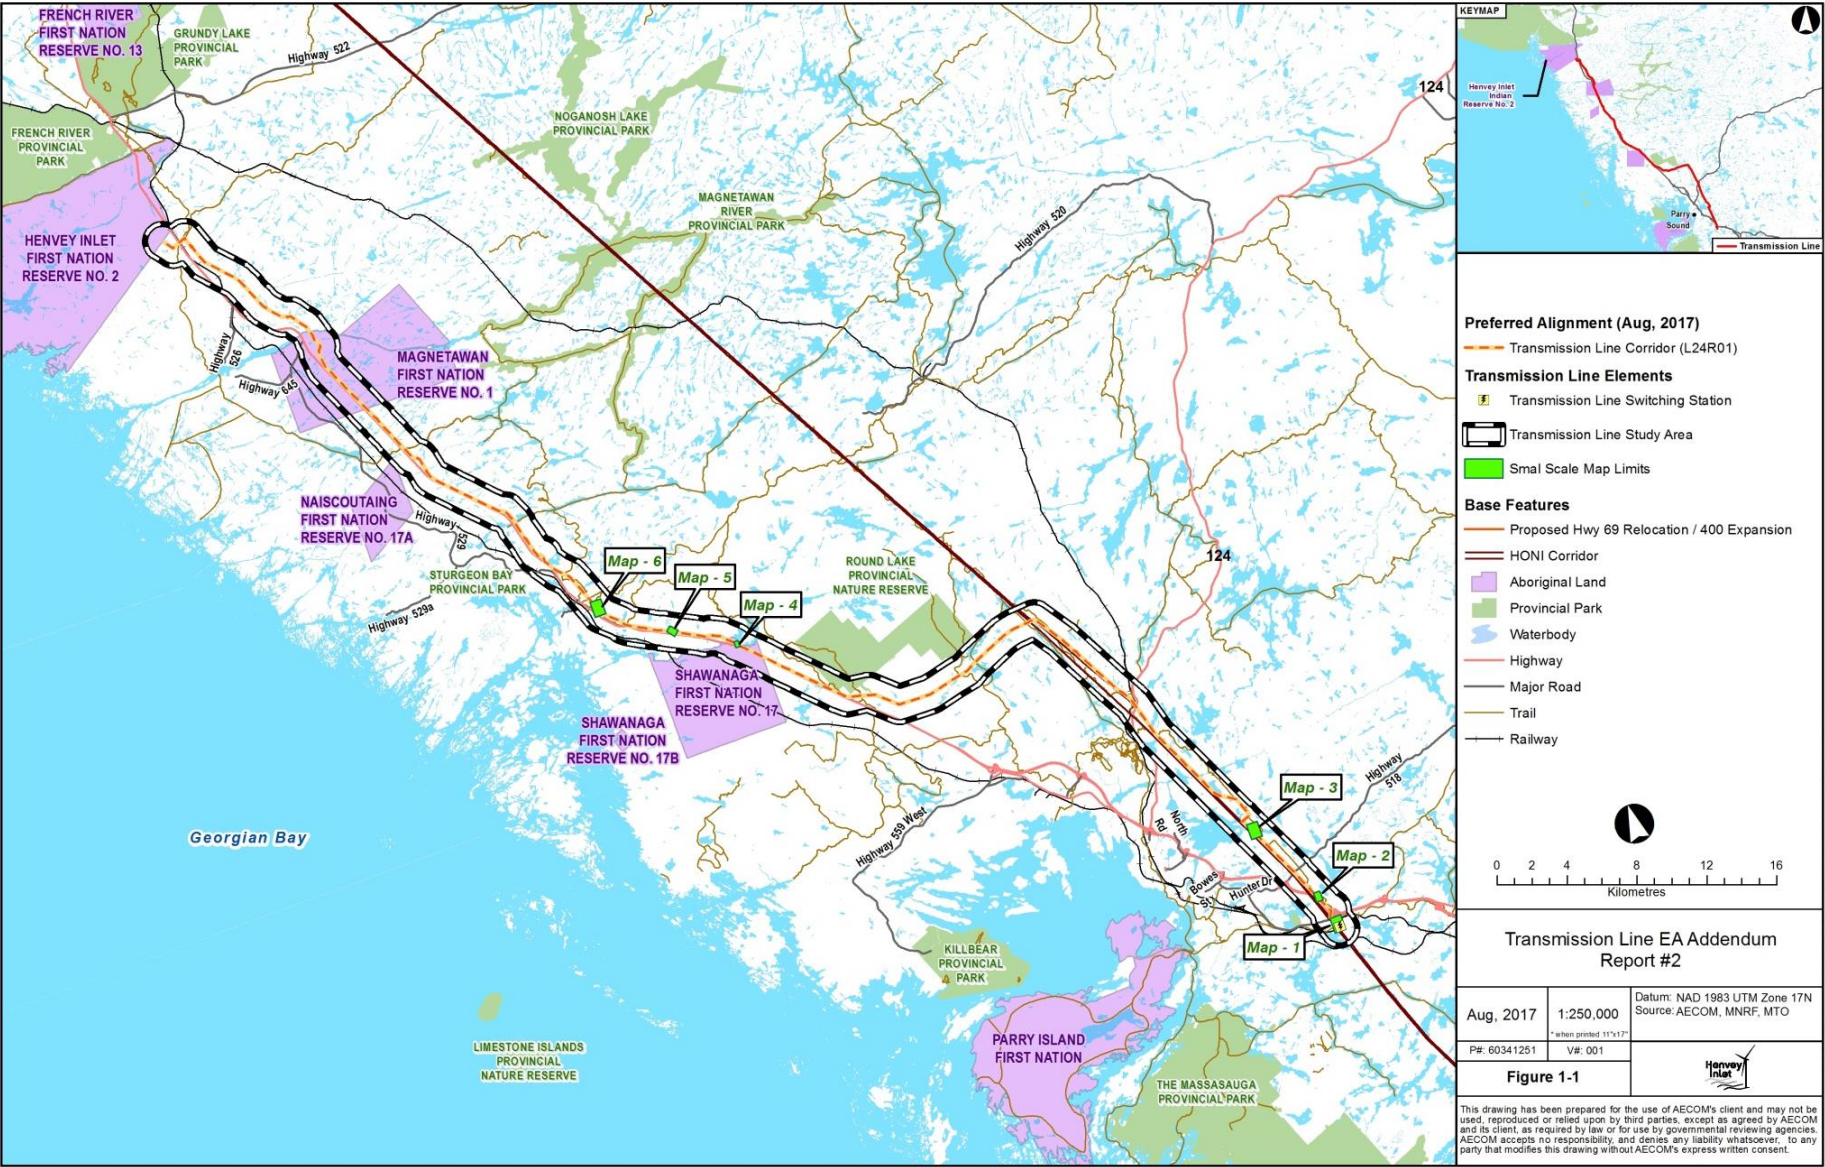 FRENCH RIVER
FIRST NATION
RESERVE NO. 13
GRUNDY LAKE
PROVINCIAL
PARK
Highway 522
FRENCH RIVER
PROVINCIAL
PARK
NOGANOSH LAKE
PROVINCIAL PARK
124
MAGNETAWAN
RIVER
PROVINCIAL PARK
Highway 520
HENVEY INLET
FIRST NATION
RESERVE NO. 2
Highway
526
Highway 645
MAGNETAWAN
FIRST NATION
RESERVE NO. 1
NAISCOUTAING
FIRST NATION
RESERVE NO. 17A
Highway
529
STURGEON BAY
PROVINCIAL PARK
Highway 529a
Map - 6
Map - 5
Map - 4
ROUND LAKE
PROVINCIAL
NATURE RESERVE
124
SHAWANAGA
FIRST NATION
RESERVE NO. 17
SHAWANAGA
FIRST NATION
RESERVE NO. 17B
Georgian Bay
Highway 559 West
North
Rd
Map - 3
Highway
518
Map - 2
Bowes
St
Hunter Dr
Map - 1
KILLBEAR
PROVINCIAL
PARK
LIMESTONE ISLANDS
PROVINCIAL
NATURE RESERVE
PARRY ISLAND
FIRST NATION
THE MASSASAUGA
PROVINCIAL PARK
KEYMAP
Henvey Inlet
Indian
Reserve No. 2
Parry
Sound
Transmission Line
Preferred Alignment (Aug, 2017)
Transmission Line Corridor (L24R01)
Transmission Line Elements
Transmission Line Switching Station
Transmission Line Study Area
Smal Scale Map Limits
Base Features
Proposed Hwy 69 Relocation / 400 Expansion
HONI Corridor
Aboriginal Land
Provincial Park
Waterbody
Highway
Major Road
Trail
Railway
0 2 4 8 12 16
Kilometres
Transmission Line EA Addendum
Report #2
Aug, 2017
1:250,000
* when printed 11"x17"
Datum: NAD 1983 UTM Zone 17N
Source: AECOM, MNRF, MTO
P#: 60341251
V#: 001
Figure 1-1
Henvey
Inlet
This drawing has been prepared for the use of AECOM's client and may not be
used, reproduced or relied upon by third parties, except as agreed by AECOM
and its client, as required by law or for use by governmental reviewing agencies.
AECOM accepts no responsibility, and denies any liability whatsoever, to any
party that modifies this drawing without AECOM's express written consent.